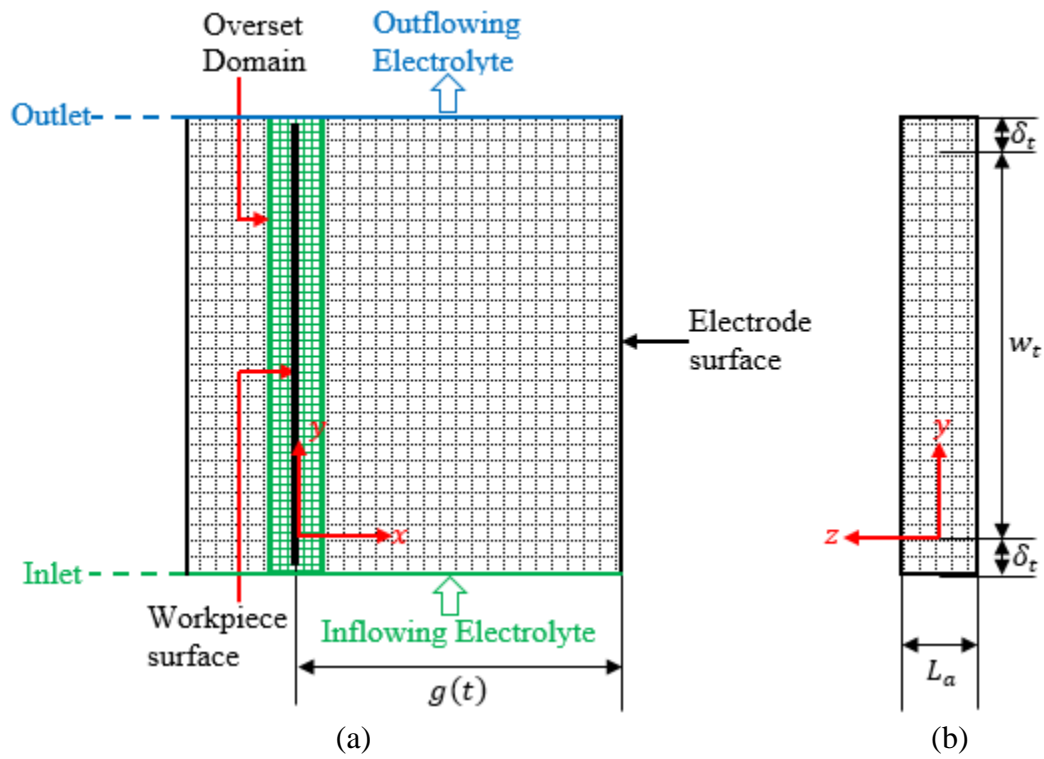 Overset
Domain
Outflowing
Electrolyte
Outlet
δₜ
wₜ
Electrode
surface
y
y
x
z
Inlet
δₜ
Workpiece
surface
Inflowing Electrolyte
g(t)
Lₐ
(a)
(b)